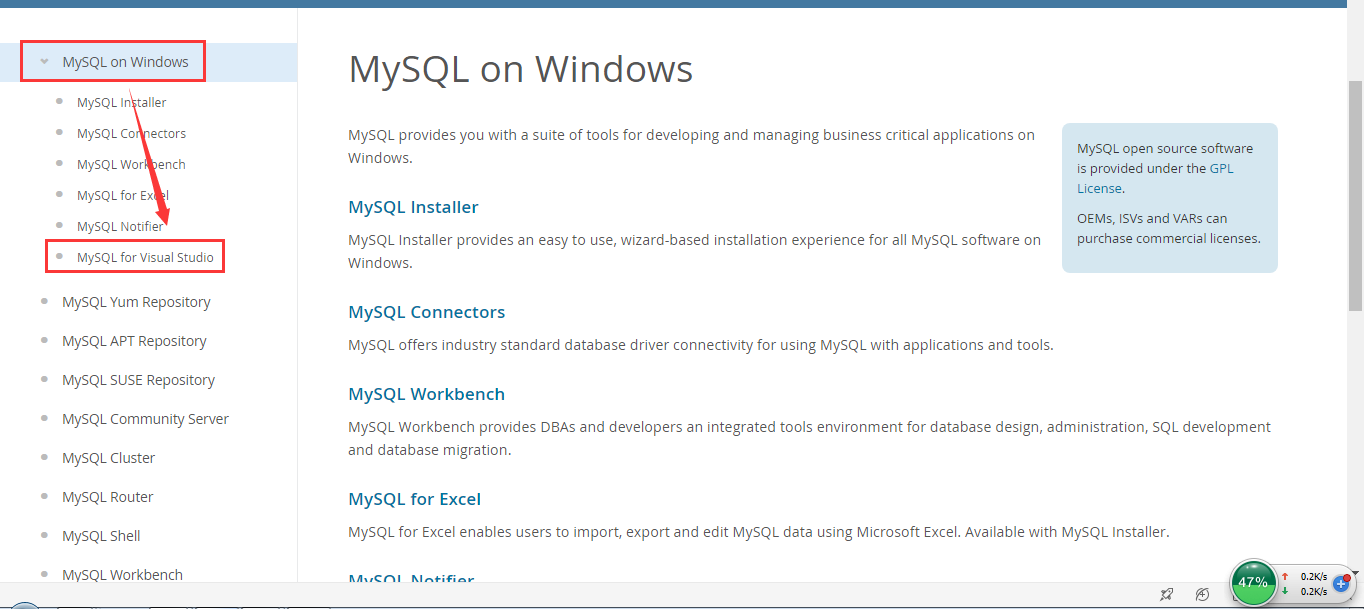 MySQL on Windows
MySQL Installer
MySQL Connectors
MySQL Workbench
MySQL for Excel
MySQL Notifier
MySQL for Visual Studio
MySQL Yum Repository
MySQL APT Repository
MySQL SUSE Repository
MySQL Community Server
MySQL Cluster
MySQL Router
MySQL Shell
MySQL Workbench
MySQL on Windows
MySQL provides you with a suite of tools for developing and managing business critical applications on
Windows.
MySQL Installer
MySQL Installer provides an easy to use, wizard-based installation experience for all MySQL software on
Windows.
MySQL Connectors
MySQL offers industry standard database driver connectivity for using MySQL with applications and tools.
MySQL Workbench
MySQL Workbench provides DBAs and developers an integrated tools environment for database design, administration, SQL development
and database migration.
MySQL for Excel
MySQL for Excel enables users to import, export and edit MySQL data using Microsoft Excel. Available with MySQL Installer.
MySQL Notifier
MySQL open source software
is provided under the GPL
License.
OEMs, ISVs and VARs can
purchase commercial licenses.
47%
0.2K/s
0.2K/s